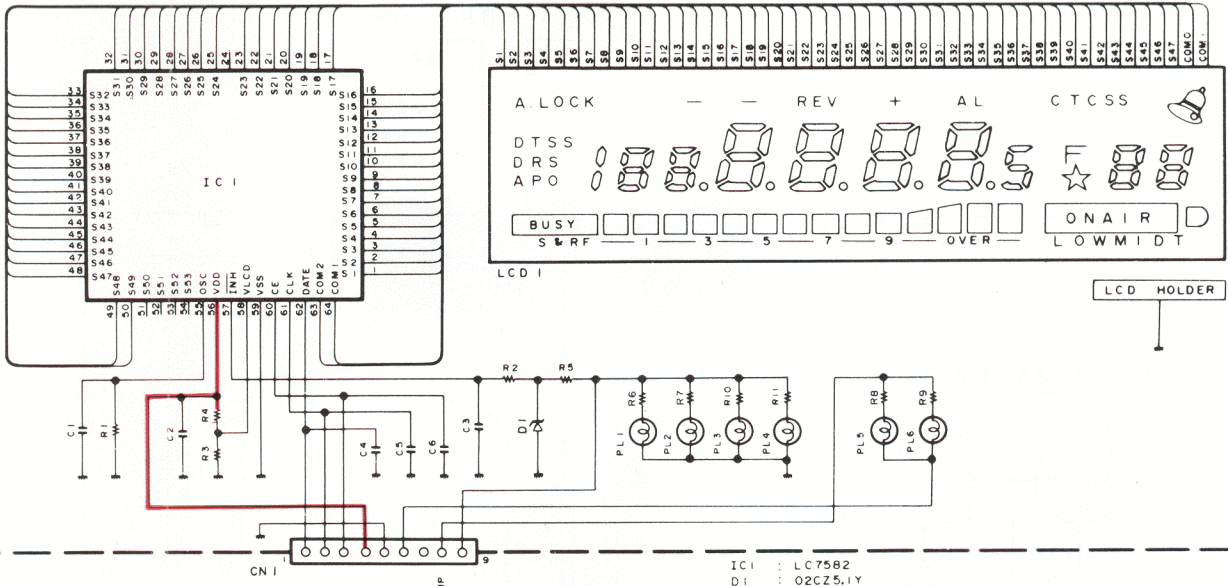 32 31 30 29 28 27 26 25 24 23 22 21 20 19 18 17
S31 S30 S29 S28 S27 S26 S25 S24 S23 S22 S21 S20 S19 S18 S17
33 S32
34 S33
35 S34
36 S35
37 S36
38 S37
39 S38
40 S39
41 S40
42 S41
43 S42
44 S43
45 S44
46 S45
47 S46
48 S47
IC1
S16 16
S15 15
S14 14
S13 13
S12 12
S11 11
S10 10
S9 9
S8 8
S7 7
S6 6
S5 5
S4 4
S3 3
S2 2
S1 1
S48 S49 S50 S51 S52 S53 OSC VDD INH VLCD VSS CE CLK DATE COM2 COM1
49 50 51 52 53 54 55 56 57 58 59 60 61 62 63 64
S1 S2 S3 S4 S5 S6 S7 S8 S9 S10 S11 S12 S13 S14 S15 S16 S17 S18 S19 S20 S21 S22 S23 S24 S25 S26 S27 S28 S29 S30 S31 S32 S33 S34 S35 S36 S37 S38 S39 S40 S41 S42 S43 S44 S45 S46 S47 COM0 COM1
A.LOCK - - REV + AL CTCSS
DTSS
DRS
APO
188.8.8.8.8.5 F 88
BUSY ONAIR
S&RF 1 3 5 7 9 OVER LOWMIDT
LCD1
LCD HOLDER
C1 R1 C2 R4 R3 C4 C5 C6 C3 R2 D1 R5
R6 R7 R10 R11 R8 R9
PL1 PL2 PL3 PL4 PL5 PL6
1 9
CN1
IC1 : LC7582
D1 : 02CZ5.1Y